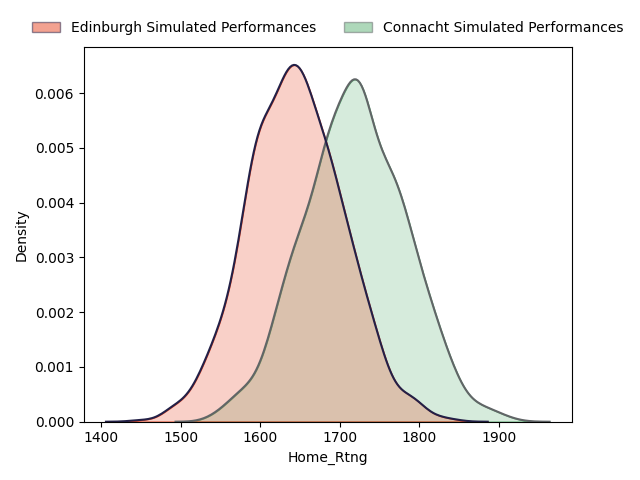 Edinburgh Simulated Performances Connacht Simulated Performances
0.006
0.005
0.004
0.003
0.002
0.001
0.000
Density
1400 1500 1600 1700 1800 1900
Home_Rtng